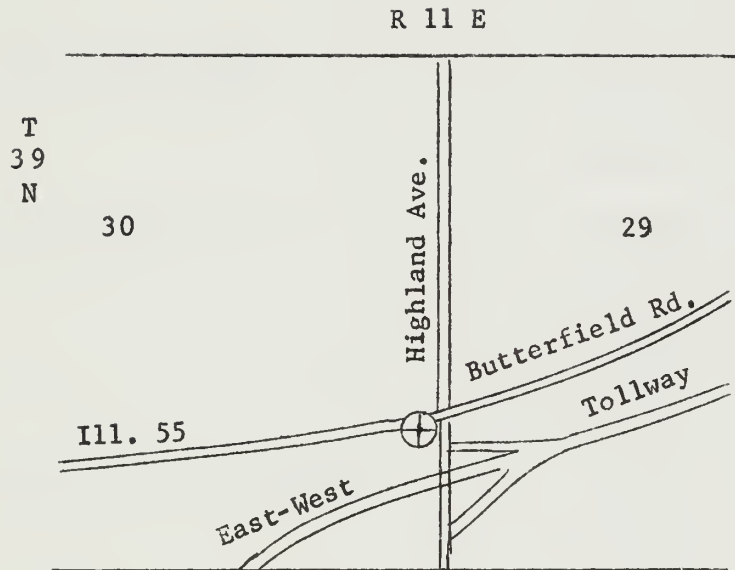 R 11 E
T
39
N
30
29
Highland Ave.
Butterfield Rd.
Tollway
Ill. 55
East-West